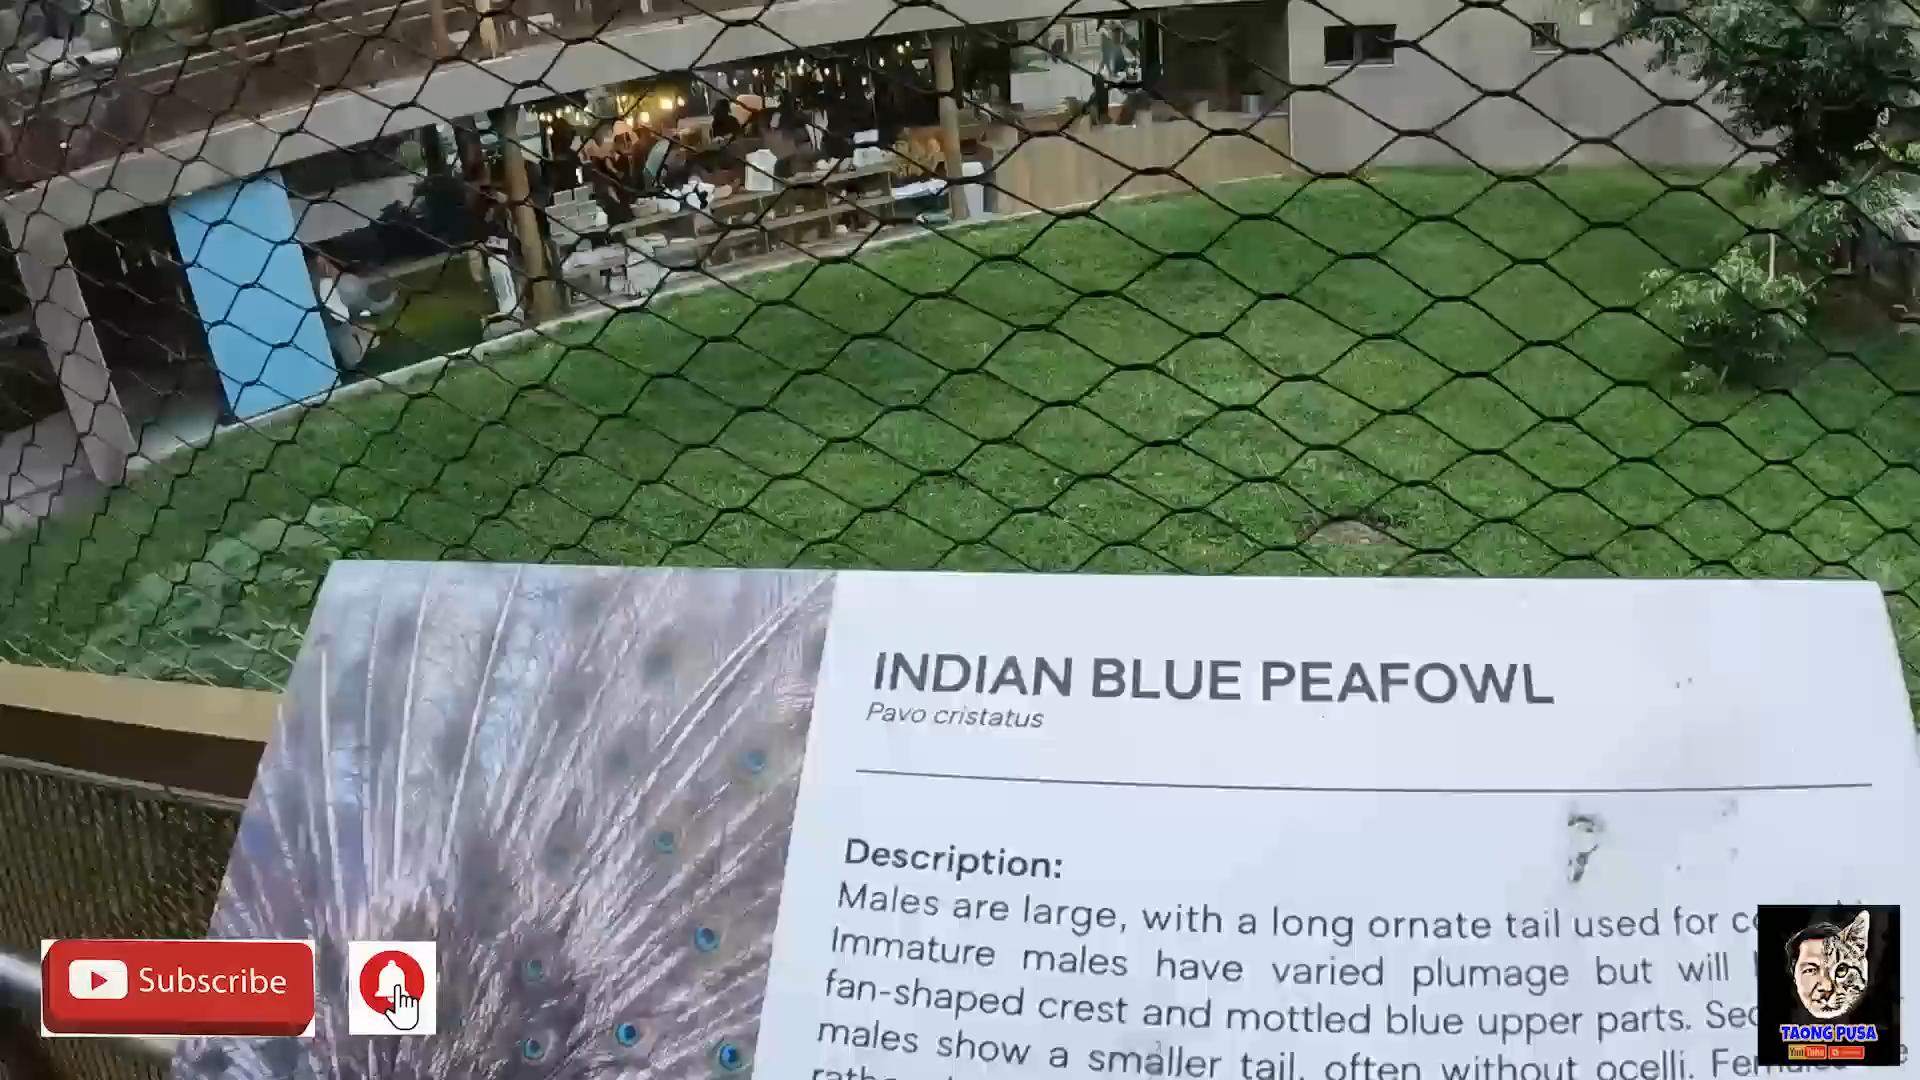 INDIAN BLUE PEAFOWL
Pavo cristatus
Description:
Males are large, with a long ornate tail used for
Immature males have varied plumage but will
fan-shaped crest and mottled blue upper parts.
males show a smaller tail, often without ocelli.
Subscribe
TAONG PUSA
YouTube